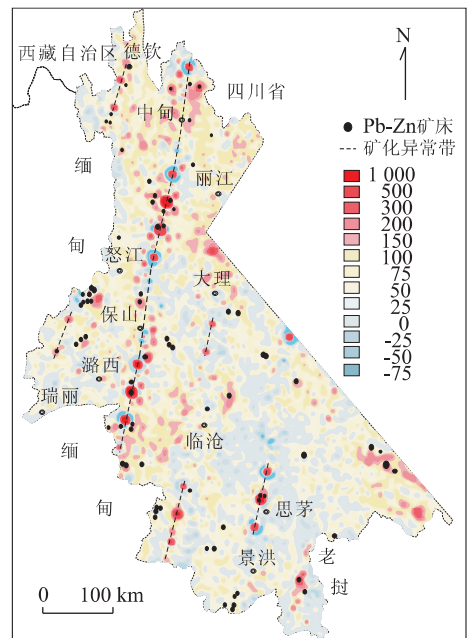 西藏自治区
德钦
N
四川省
中甸
Pb-Zn矿床
矿化异常带
缅
甸
丽江
怒江
大理
保山
潞西
瑞丽
临沧
缅
甸
思茅
景洪
老
挝
1 000
500
300
200
150
100
75
50
25
0
-25
-50
-75
0 100 km